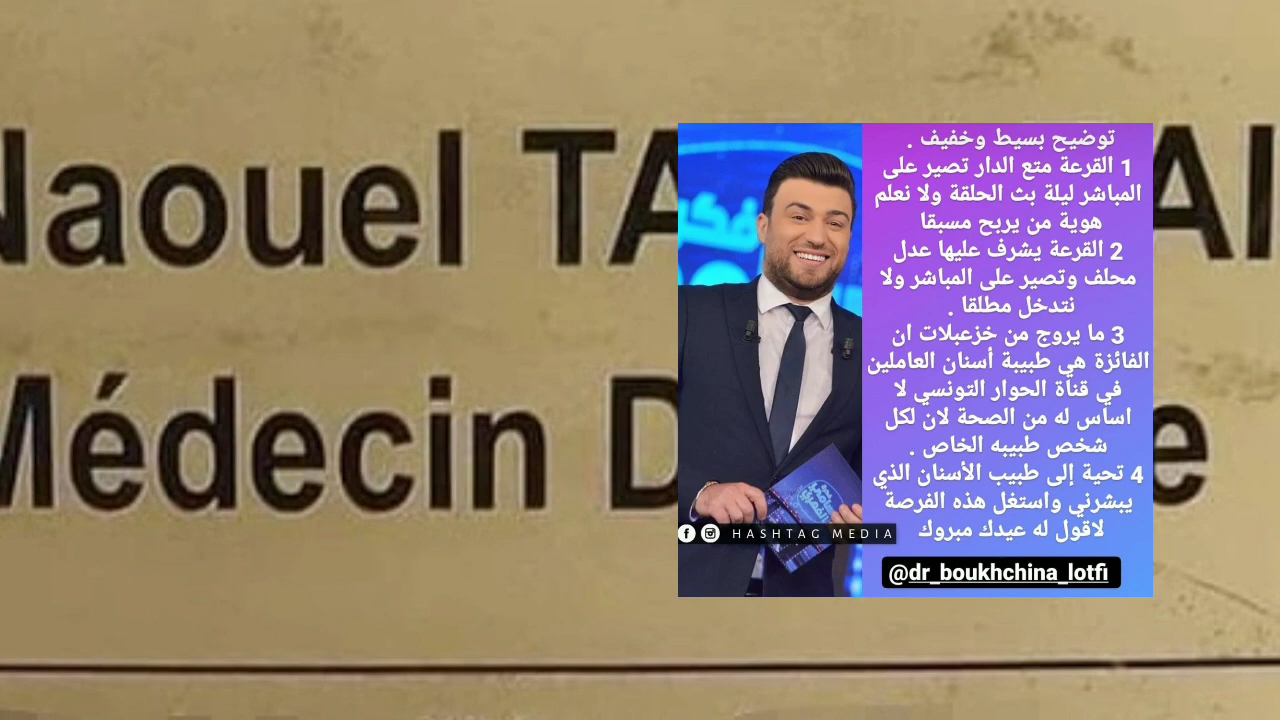 Naouel
Médecin
توضيح بسيط وخفيف .
1 القرعة متع الدار تصير على
المباشر ليلة بث الحلقة ولا نعلم
هوية من يربح مسبقا
2 القرعة يشرف عليها عدل
محلف وتصير على المباشر ولا
نتدخل مطلقا .
3 ما يروج من خزعبلات ان
الفائزة هي طبيبة أسنان العاملين
في قناة الحوار التونسي لا
اساس له من الصحة لان لكل
شخص طبيبه الخاص .
4 تحية إلى طبيب الأسنان الذي
يبشرني واستغل هذه الفرصة
لاقول له عيدك مبروك
@dr_boukhchina_lotfi
HASHTAG MEDIA